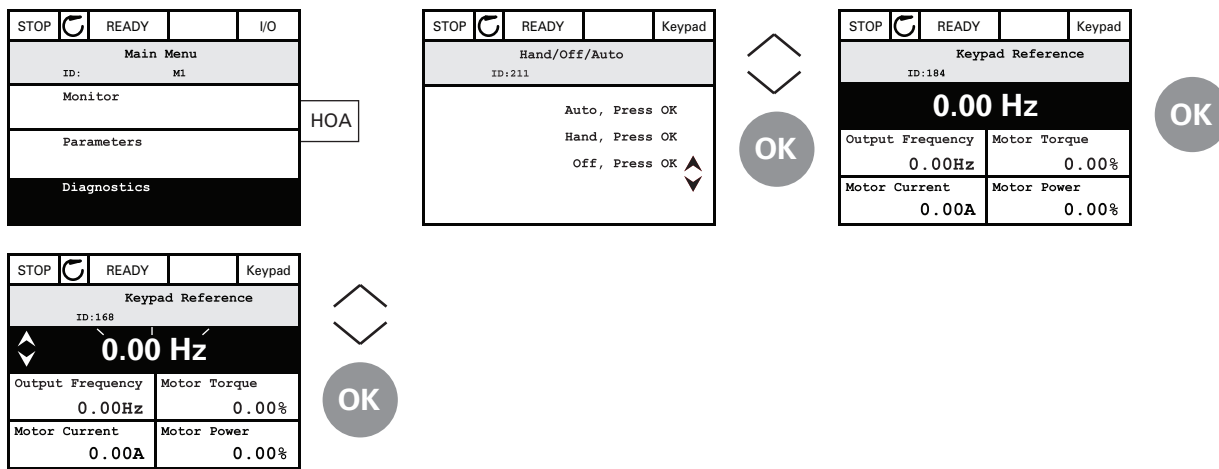 STOP READY I/O
Main Menu
ID: M1
Monitor
Parameters
Diagnostics
HOA
STOP READY Keypad
Hand/Off/Auto
ID:211
Auto, Press OK
Hand, Press OK
Off, Press OK
OK
STOP READY Keypad
Keypad Reference
ID:184
0.00 Hz
Output Frequency Motor Torque
0.00Hz 0.00%
Motor Current Motor Power
0.00A 0.00%
OK
STOP READY Keypad
Keypad Reference
ID:168
0.00 Hz
Output Frequency Motor Torque
0.00Hz 0.00%
Motor Current Motor Power
0.00A 0.00%
OK